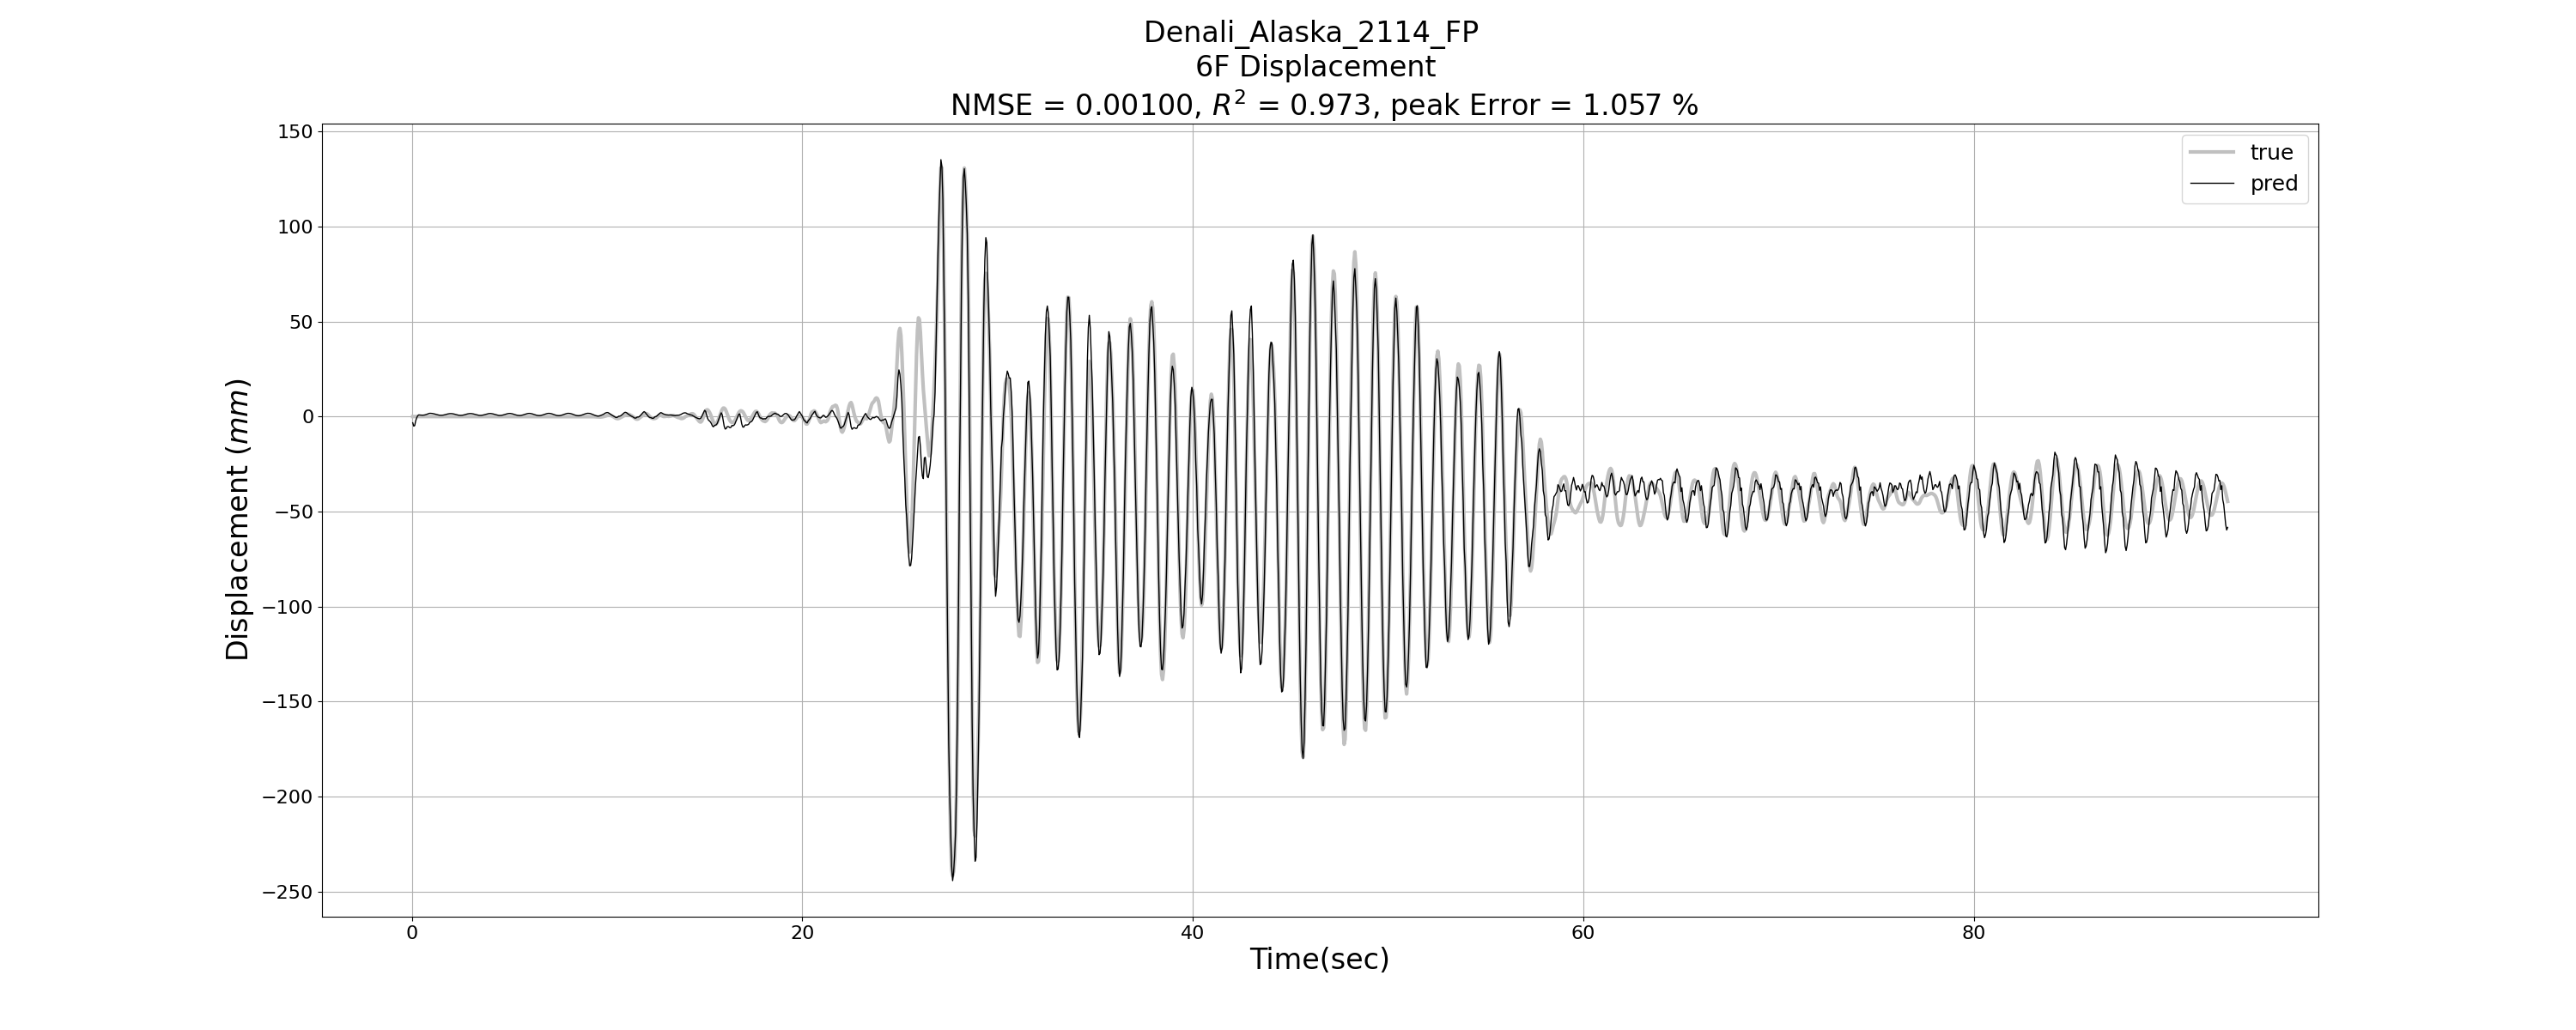 Denali_Alaska_2114_FP
6F Displacement
NMSE = 0.00100, R² = 0.973, peak Error = 1.057 %
true
pred
150
100
50
0
−50
−100
−150
−200
−250
Displacement (mm)
0 20 40 60 80
Time(sec)